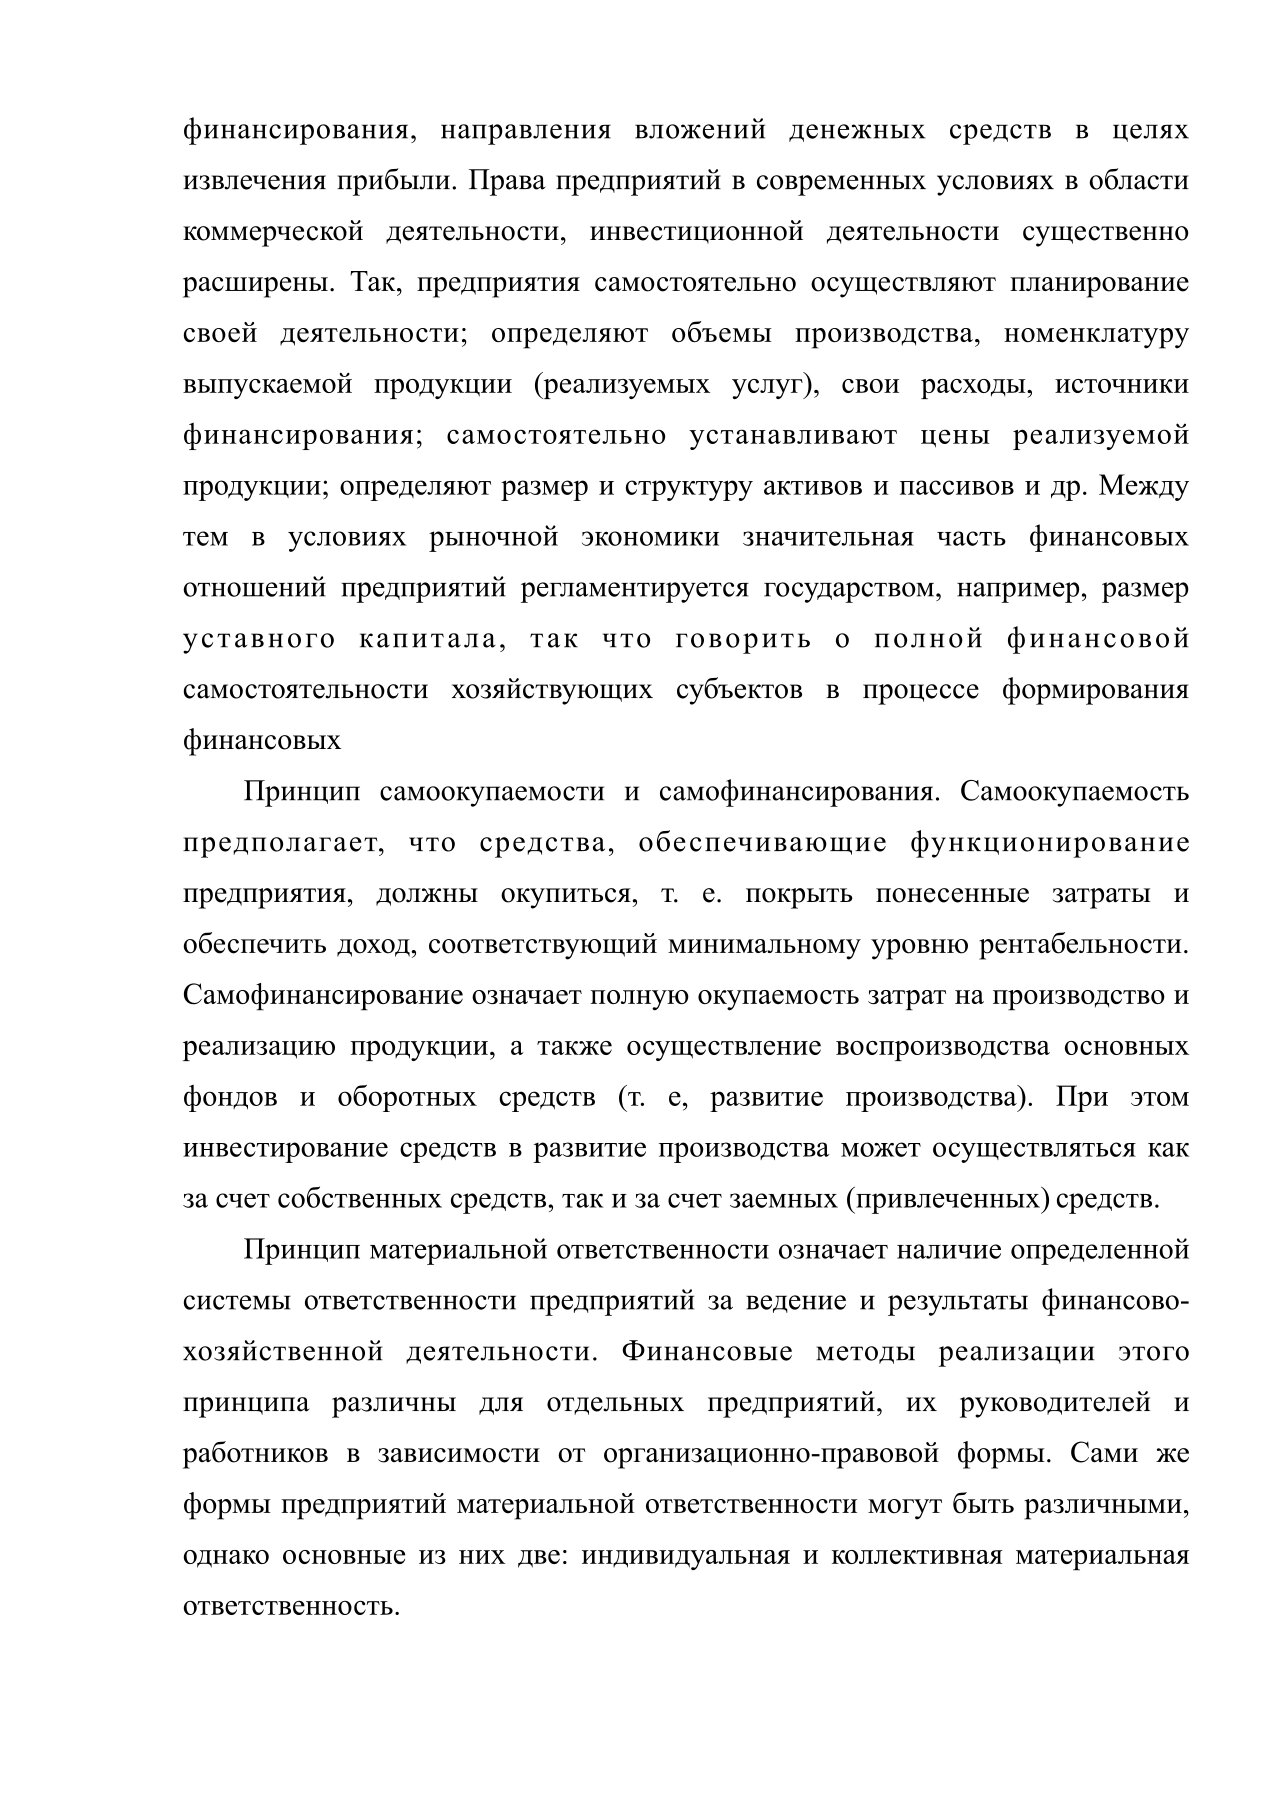 финансирования, направления вложений денежных средств в целях
извлечения прибыли. Права предприятий в современных условиях в области
коммерческой деятельности, инвестиционной деятельности существенно
расширены. Так, предприятия самостоятельно осуществляют планирование
своей деятельности; определяют объемы производства, номенклатуру
выпускаемой продукции (реализуемых услуг), свои расходы, источники
финансирования; самостоятельно устанавливают цены реализуемой
продукции; определяют размер и структуру активов и пассивов и др. Между
тем в условиях рыночной экономики значительная часть финансовых
отношений предприятий регламентируется государством, например, размер
уставного капитала, так что говорить о полной финансовой
самостоятельности хозяйствующих субъектов в процессе формирования
финансовых
Принцип самоокупаемости и самофинансирования. Самоокупаемость
предполагает, что средства, обеспечивающие функционирование
предприятия, должны окупиться, т. е. покрыть понесенные затраты и
обеспечить доход, соответствующий минимальному уровню рентабельности.
Самофинансирование означает полную окупаемость затрат на производство и
реализацию продукции, а также осуществление воспроизводства основных
фондов и оборотных средств (т. е, развитие производства). При этом
инвестирование средств в развитие производства может осуществляться как
за счет собственных средств, так и за счет заемных (привлеченных) средств.
Принцип материальной ответственности означает наличие определенной
системы ответственности предприятий за ведение и результаты финансово-
хозяйственной деятельности. Финансовые методы реализации этого
принципа различны для отдельных предприятий, их руководителей и
работников в зависимости от организационно-правовой формы. Сами же
формы предприятий материальной ответственности могут быть различными,
однако основные из них две: индивидуальная и коллективная материальная
ответственность.